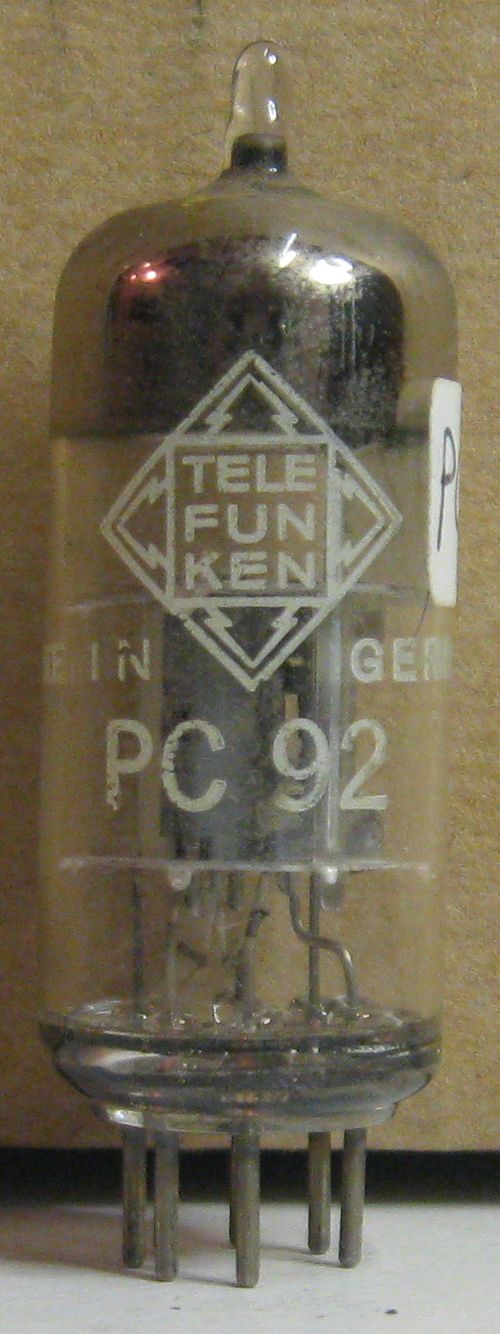 TELE
FUN
KEN
IN GER
PC 92
P